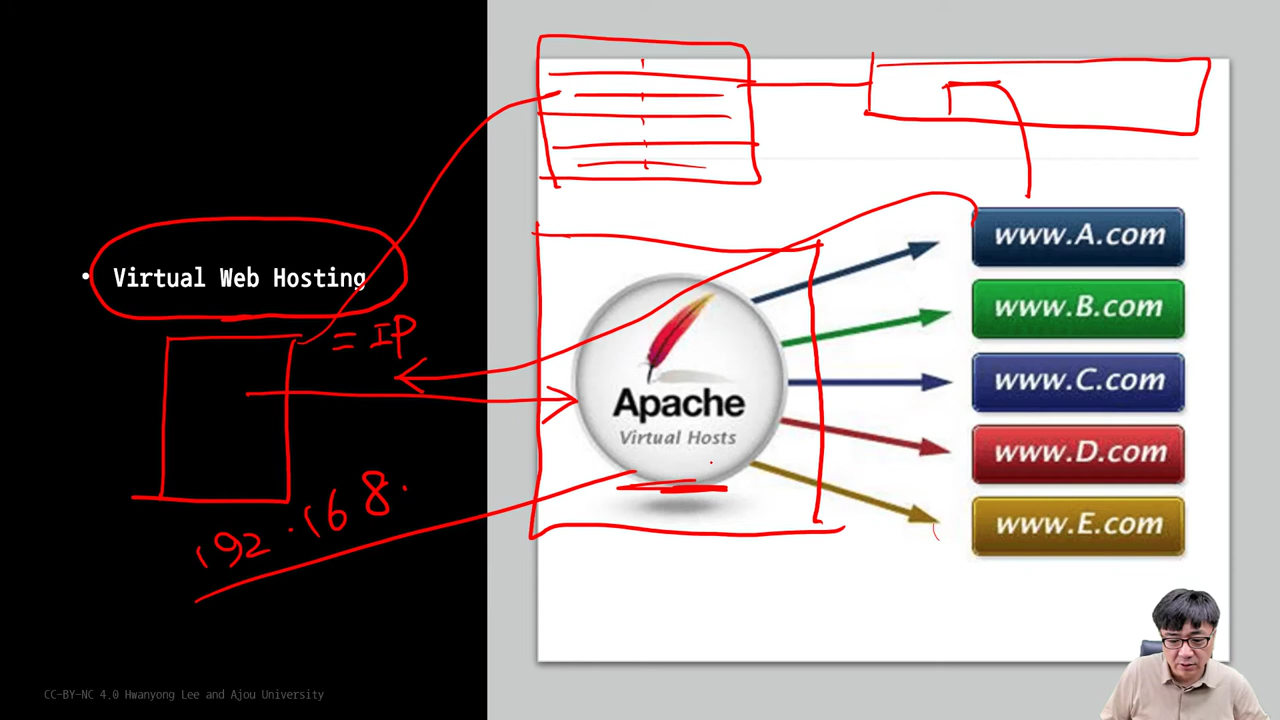 • Virtual Web Hosting
= IP
192.168.
Apache
Virtual Hosts
www.A.com
www.B.com
www.C.com
www.D.com
www.E.com
CC-BY-NC 4.0 Hwanyong Lee and Ajou University